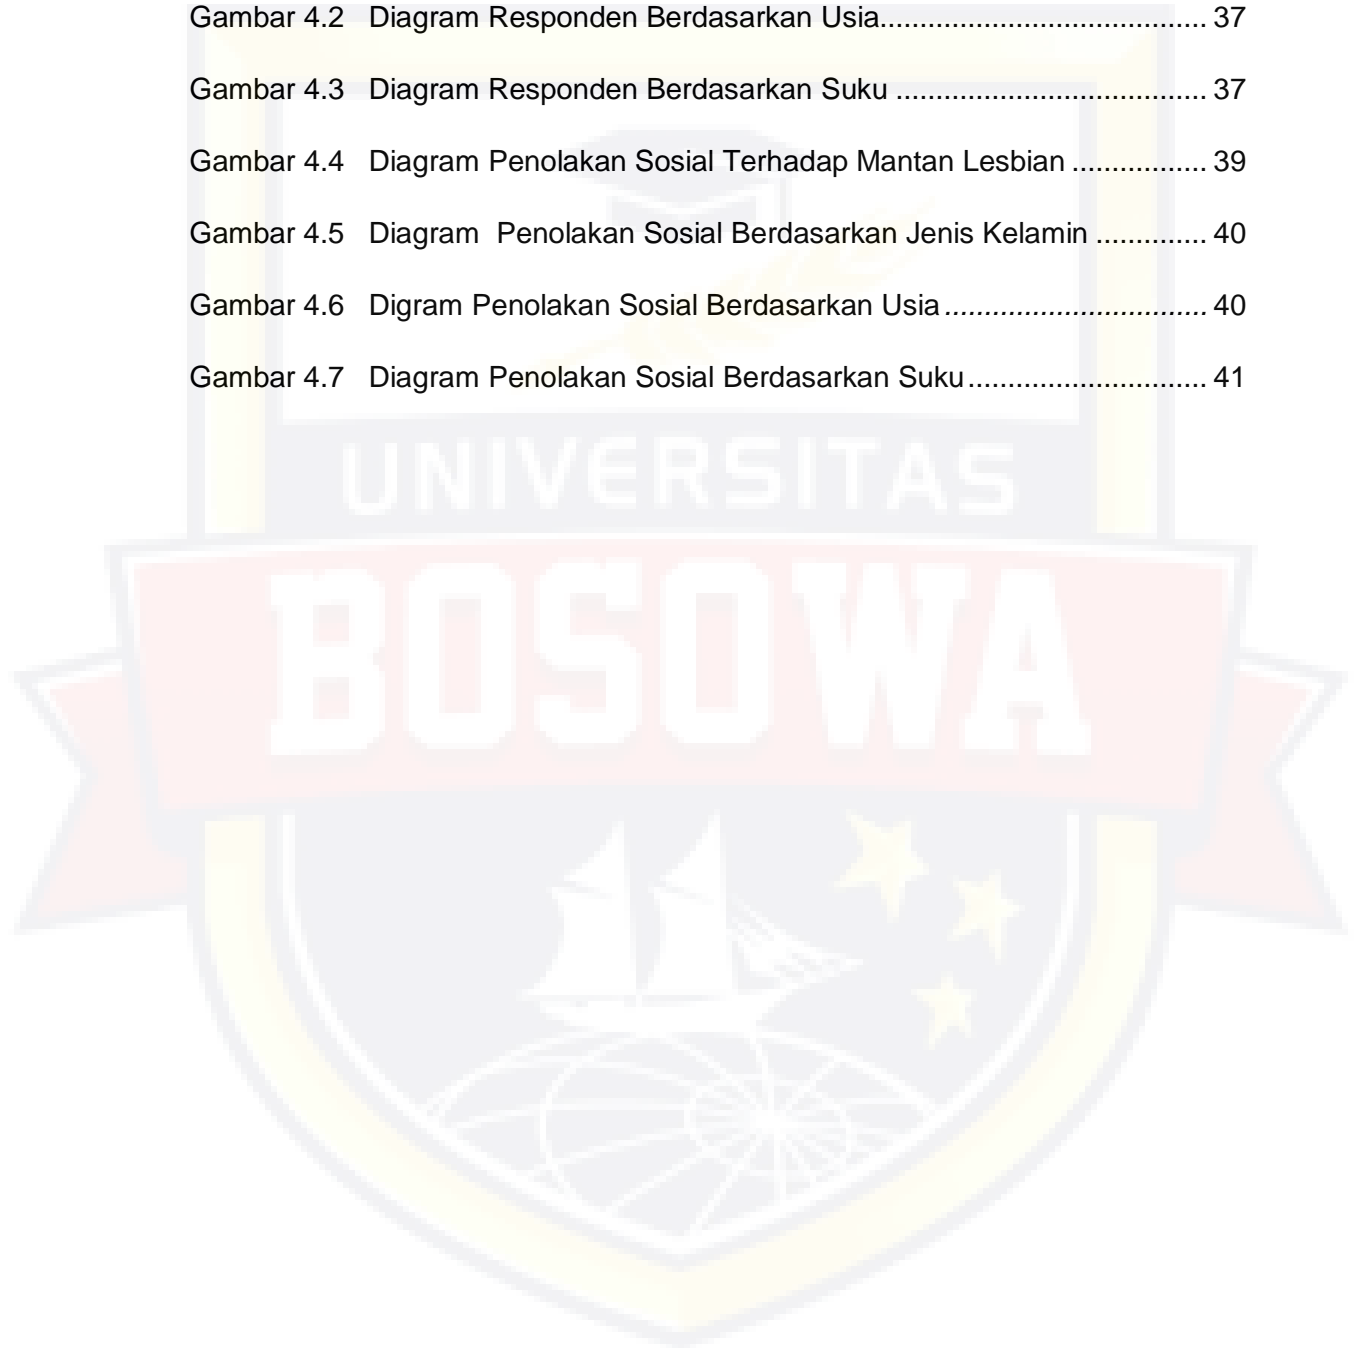 Gambar 4.2 Diagram Responden Berdasarkan Usia......................................... 37
Gambar 4.3 Diagram Responden Berdasarkan Suku ....................................... 37
Gambar 4.4 Diagram Penolakan Sosial Terhadap Mantan Lesbian ................. 39
Gambar 4.5 Diagram Penolakan Sosial Berdasarkan Jenis Kelamin .............. 40
Gambar 4.6 Digram Penolakan Sosial Berdasarkan Usia................................. 40
Gambar 4.7 Diagram Penolakan Sosial Berdasarkan Suku.............................. 41
UNIVERSITAS
BOSOWA